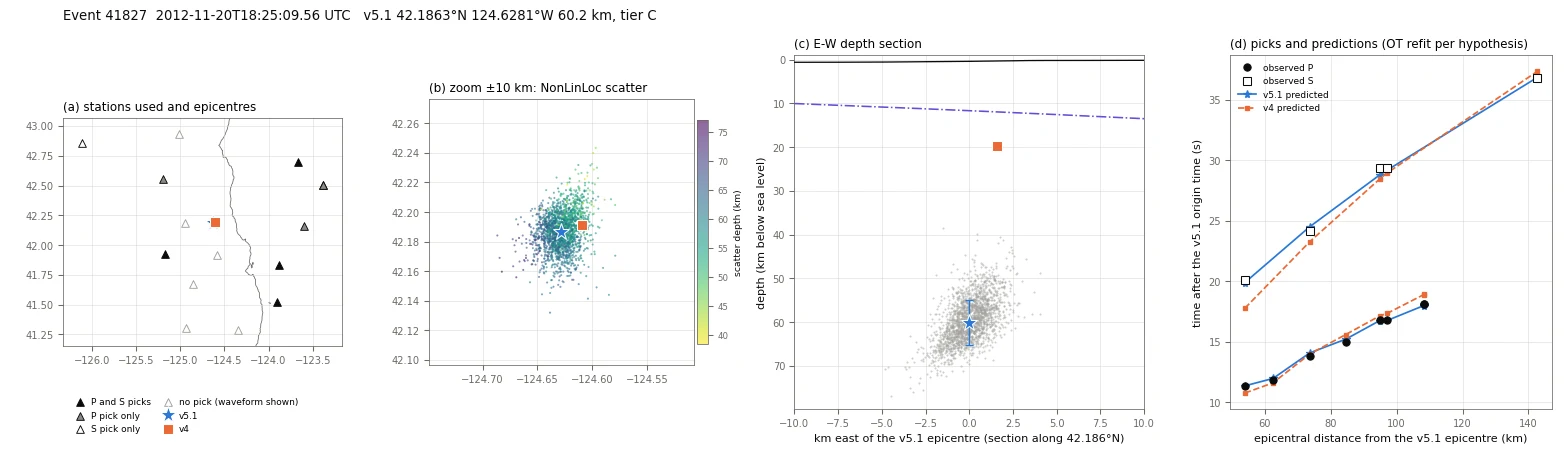 Event 41827  2012-11-20T18:25:09.56 UTC   v5.1 42.1863°N 124.6281°W 60.2 km, tier C
(a) stations used and epicentres
43.00
42.75
42.50
42.25
42.00
41.75
41.50
41.25
−126.0 −125.5 −125.0 −124.5 −124.0 −123.5
P and S picks
P pick only
S pick only
no pick (waveform shown)
v5.1
v4
(b) zoom ±10 km: NonLinLoc scatter
42.26
42.24
42.22
42.20
42.18
42.16
42.14
42.12
42.10
−124.70 −124.65 −124.60 −124.55
75
70
65
60
55
50
45
40
scatter depth (km)
(c) E-W depth section
0
10
20
30
40
50
60
70
depth (km below sea level)
−10.0 −7.5 −5.0 −2.5 0.0 2.5 5.0 7.5 10.0
km east of the v5.1 epicentre (section along 42.186°N)
(d) picks and predictions (OT refit per hypothesis)
observed P
observed S
v5.1 predicted
v4 predicted
35
30
25
20
15
10
time after the v5.1 origin time (s)
60 80 100 120 140
epicentral distance from the v5.1 epicentre (km)